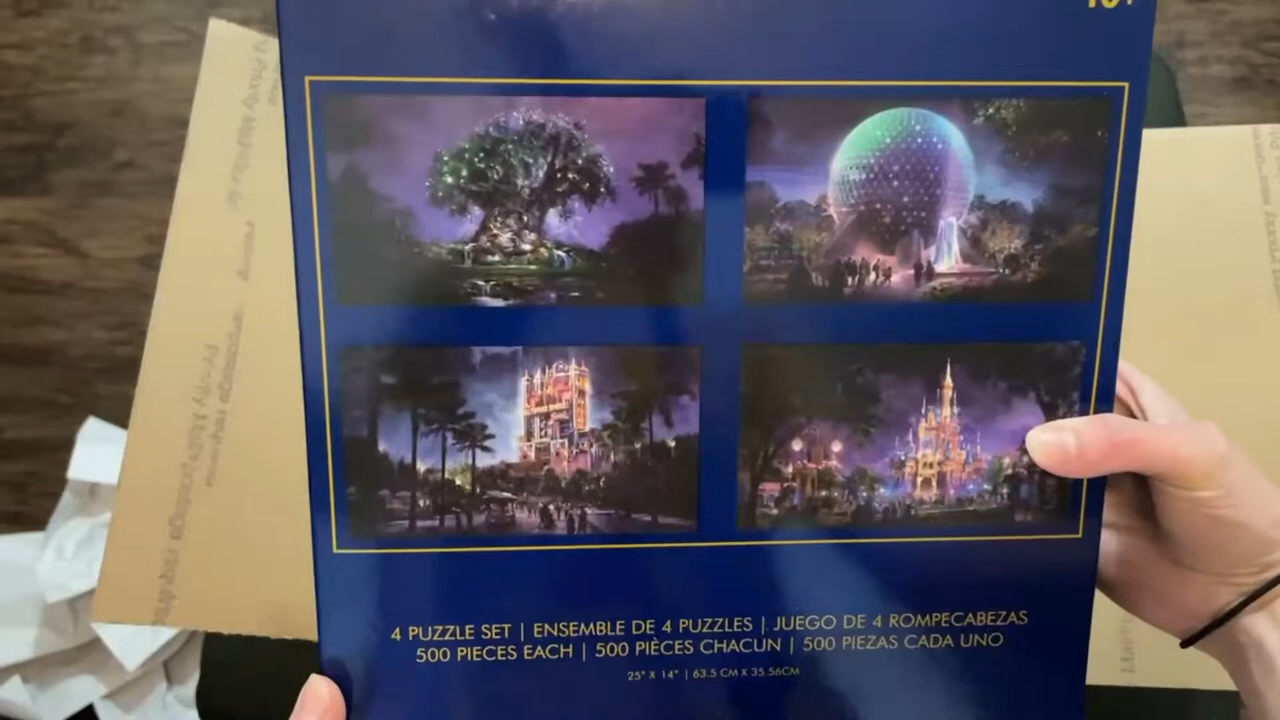 10+
4 PUZZLE SET | ENSEMBLE DE 4 PUZZLES | JUEGO DE 4 ROMPECABEZAS
500 PIECES EACH | 500 PIÈCES CHACUN | 500 PIEZAS CADA UNO
25" X 14" | 63.5 CM X 35.56CM